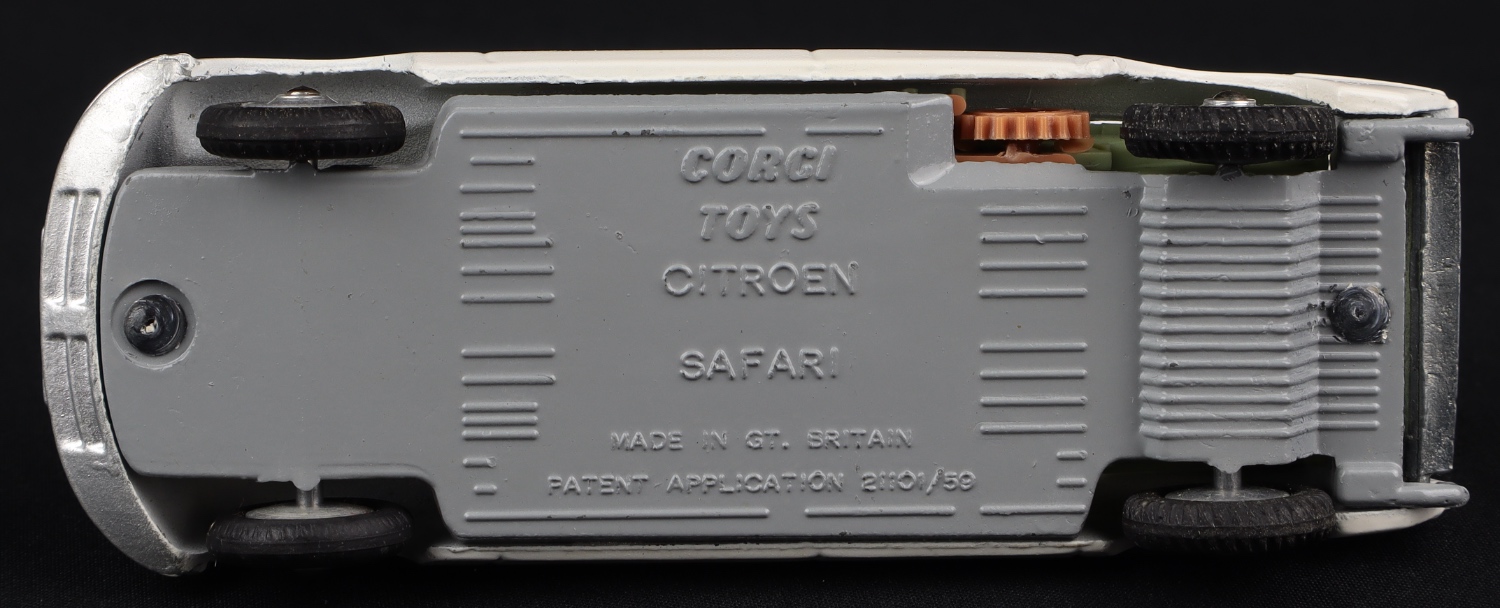 CORGI
TOYS
CITROEN
SAFARI
MADE IN GT. BRITAIN
PATENT APPLICATION 21101/59